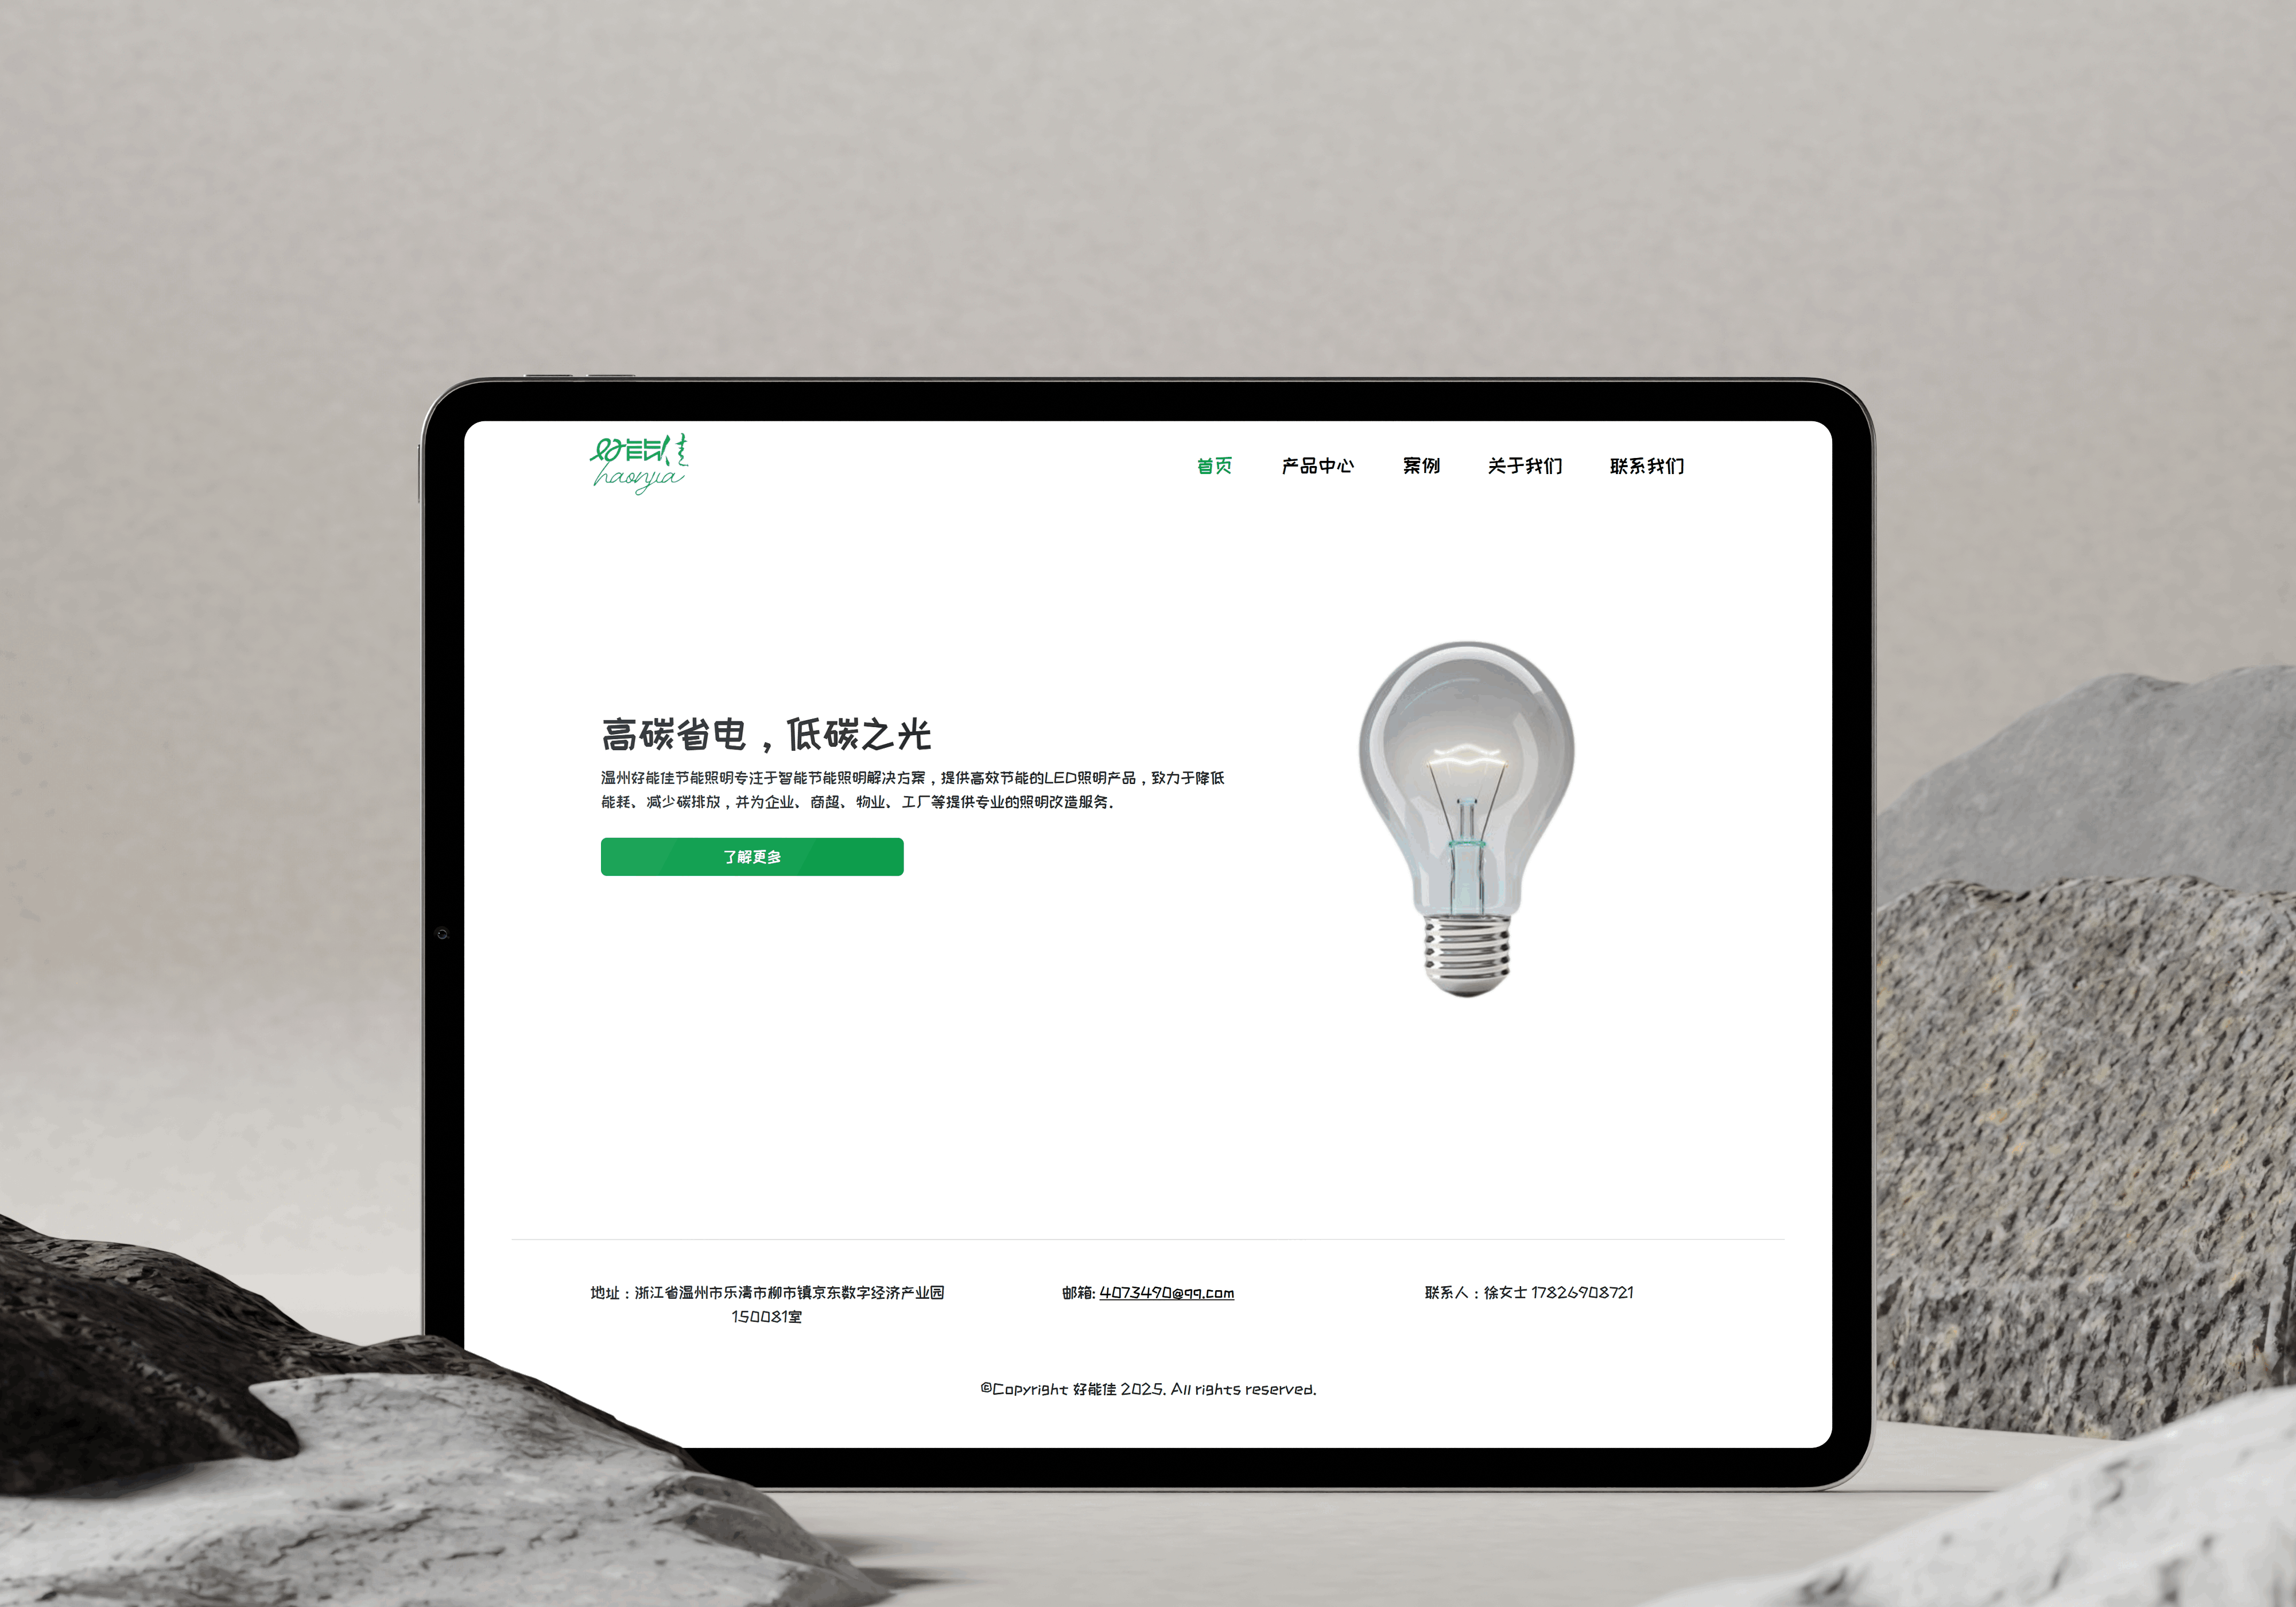 好能佳
haonjia
首页 产品中心 案例 关于我们 联系我们
高碳省电，低碳之光
温州好能佳节能照明专注于智能节能照明解决方案，提供高效节能的LED照明产品，致力于降低
能耗、减少碳排放，并为企业、商超、物业、工厂等提供专业的照明改造服务.
了解更多
地址：浙江省温州市乐清市柳市镇京东数字经济产业园
150081室
邮箱: 4073490@qq.com
联系人：徐女士 17826908721
©Copyright 好能佳 2025. All rights reserved.